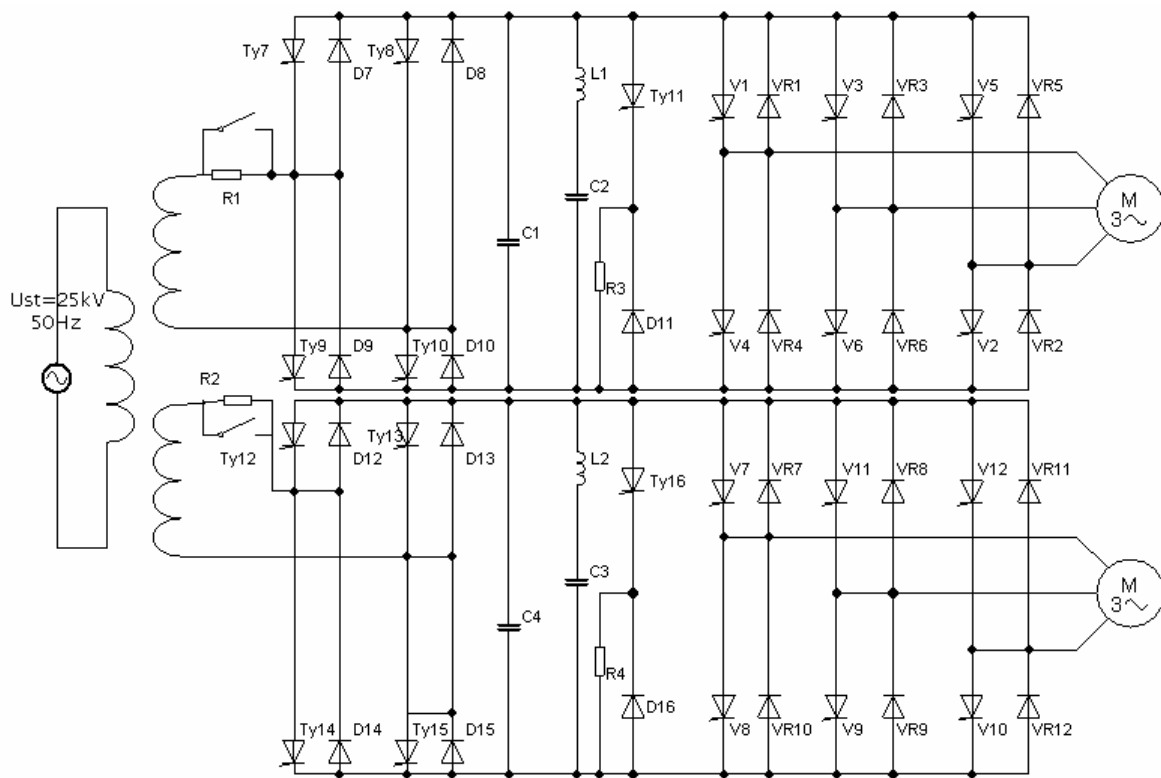 Ty7
D7
Ty8
D8
L1
Ty11
V1
VR1
V3
VR3
V5
VR5
R1
C2
C1
M
3
R3
Ust=25kV
50Hz
Ty9
D9
Ty10
D10
D11
V4
VR4
V6
VR6
V2
VR2
R2
Ty12
D12
Ty13
D13
L2
Ty16
V7
VR7
V11
VR8
V12
VR11
C3
C4
M
3
R4
Ty14
D14
Ty15
D15
D16
V8
VR10
V9
VR9
V10
VR12